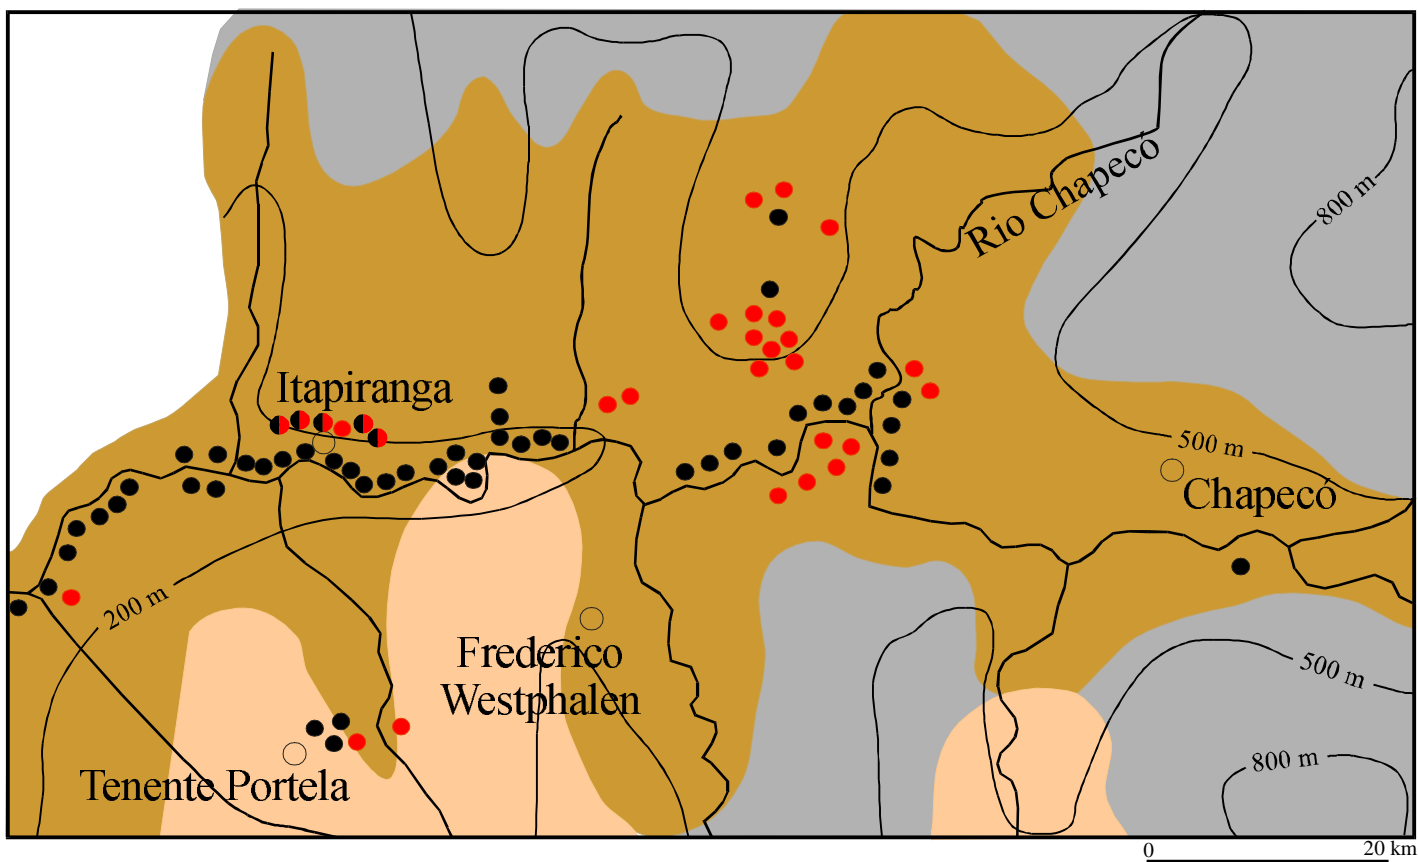 Rio Chapecó
800 m
Itapiranga
500 m
Chapecó
200 m
Frederico
Westphalen
500 m
800 m
Tenente Portela
0 20 km